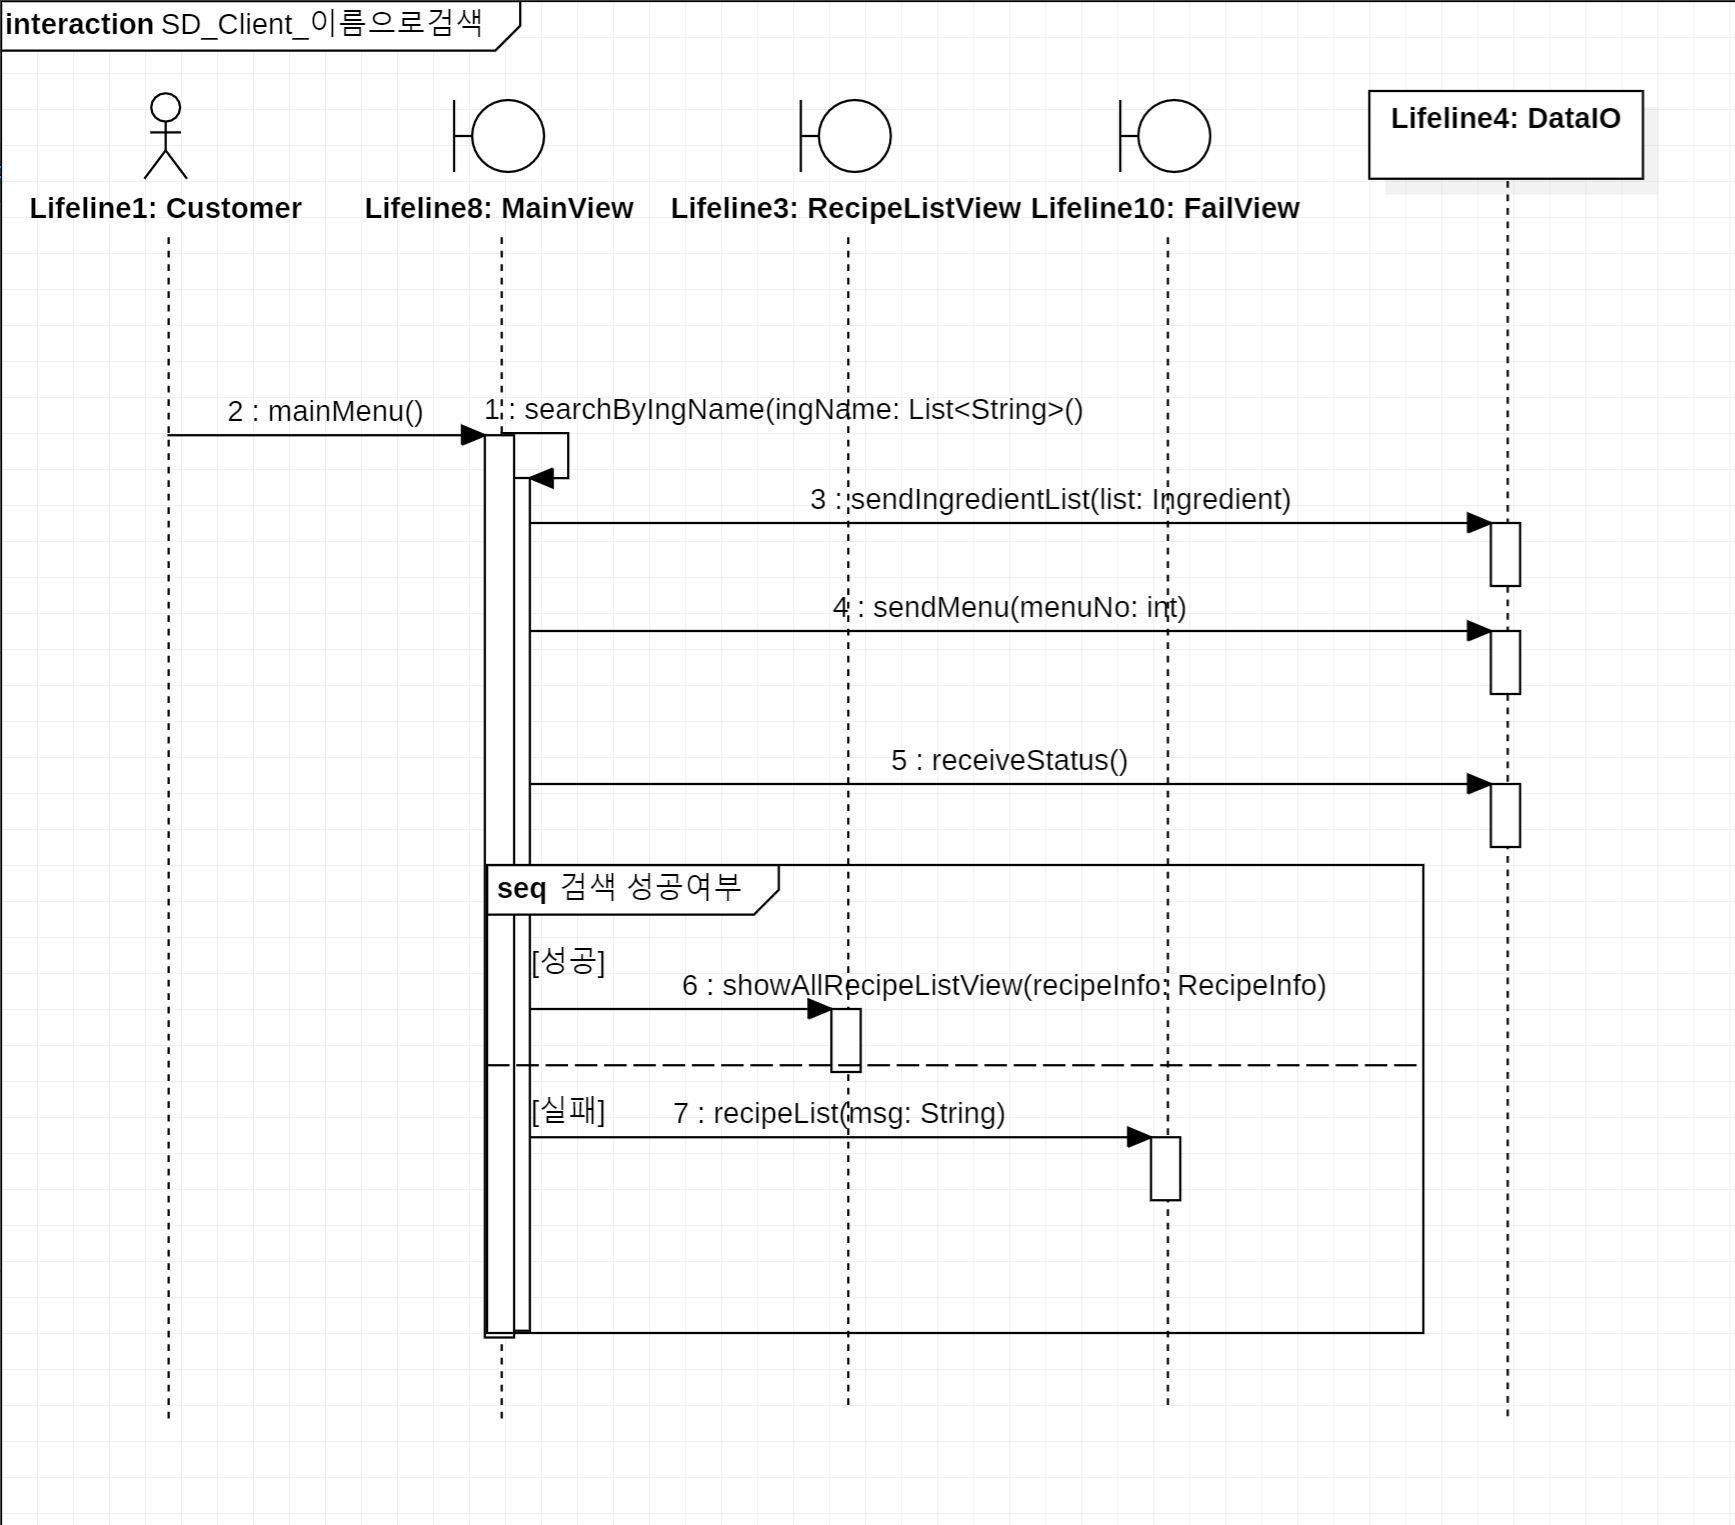 interaction SD_Client_이름으로검색
Lifeline1: Customer
Lifeline8: MainView
Lifeline3: RecipeListView
Lifeline10: FailView
Lifeline4: DataIO
2 : mainMenu()
1 : searchByIngName(ingName: List<String>()
3 : sendIngredientList(list: Ingredient)
4 : sendMenu(menuNo: int)
5 : receiveStatus()
seq 검색 성공여부
[성공]
6 : showAllRecipeListView(recipeInfo: RecipeInfo)
[실패]
7 : recipeList(msg: String)